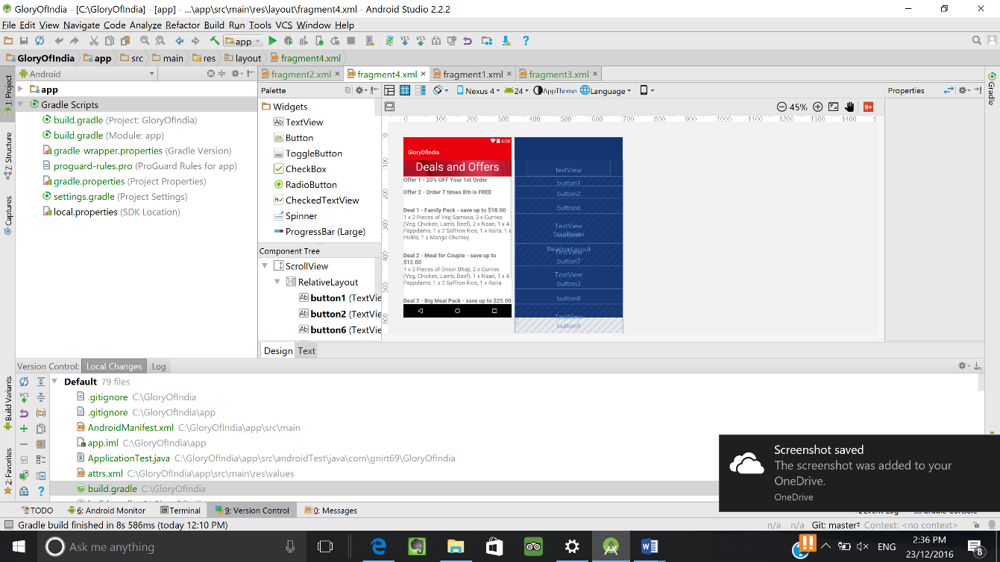 GloryOfIndia - [C:\GloryOfIndia] - [app] - ...\app\src\main\res\layout\fragment4.xml - Android Studio 2.2.2
File Edit View Navigate Code Analyze Refactor Build Run Tools VCS Window Help
app
GloryOfIndia app src main res layout fragment4.xml
1: Project
Z: Structure
Captures
Build Variants
2: Favorites
Android
app
Gradle Scripts
build.gradle (Project: GloryOfIndia)
build.gradle (Module: app)
gradle wrapper.properties (Gradle Version)
proguard-rules.pro (ProGuard Rules for app)
gradle.properties (Project Properties)
settings.gradle (Project Settings)
local.properties (SDK Location)
fragment2.xml fragment4.xml fragment1.xml fragment3.xml
Palette
Widgets
TextView
Button
ToggleButton
CheckBox
RadioButton
CheckedTextView
Spinner
ProgressBar (Large)
Component Tree
ScrollView
RelativeLayout
button1 (TextVie
button2 (TextVie
button6 (TextVie
Nexus 4 24 AppTheme Language
45% 9+
0 100 200 300 400 500 600 700 800 900 1000 1100 1200 1300 1400 1
0
100
200
300
400
500
600
6:00
GloryOfIndia
Deals and Offers
Offer 1 - 20% OFF Your 1st Order
Offer 2 - Order 7 times 8th is FREE
Deal 1 - Family Pack - save up to $18.00
1 x 2 Pieces of Veg Samosa, 3 x Curries
(Veg, Chicken, Lamb, Beef), 2 x Naan, 1 x 4
Pappdams, 1 x 2 Saffron Rice, 1 x Raita, 1 x
Pickle, 1 x Mango Chutney
Deal 2 - Meal for Couple - save up to
$12.00
1 x 2 Pieces of Onion Bhaji, 2 x Curries
(Veg, Chicken, Lamb, Beef), 1 x Naan, 1 x 4
Pappdams, 1 x 2 Saffron Rice, 1 x Raita
Deal 3 - Big Meal Pack - save up to $25.00
textView
button1
button2
button6
TextView
ScrollView
RelativeLayout
TextView
button7
TextView
button3
button8
TextView
button5
Properties
Gradle
Design Text
Version Control: Local Changes Log
Default 79 files
.gitignore C:\GloryOfIndia
.gitignore C:\GloryOfIndia\app
AndroidManifest.xml C:\GloryOfIndia\app\src\main
app.iml C:\GloryOfIndia\app
ApplicationTest.java C:\GloryOfIndia\app\src\androidTest\java\com\gnirt69\GloryOfIndia
attrs.xml C:\GloryOfIndia\app\src\main\res\values
build.gradle C:\GloryOfIndia
Screenshot saved
The screenshot was added to your
OneDrive.
OneDrive
TODO 6: Android Monitor Terminal 9: Version Control 0: Messages
Gradle build finished in 8s 586ms (today 12:10 PM)
n/a n/a Git: master Context: <no context>
Ask me anything
ENG
2:36 PM
23/12/2016
8